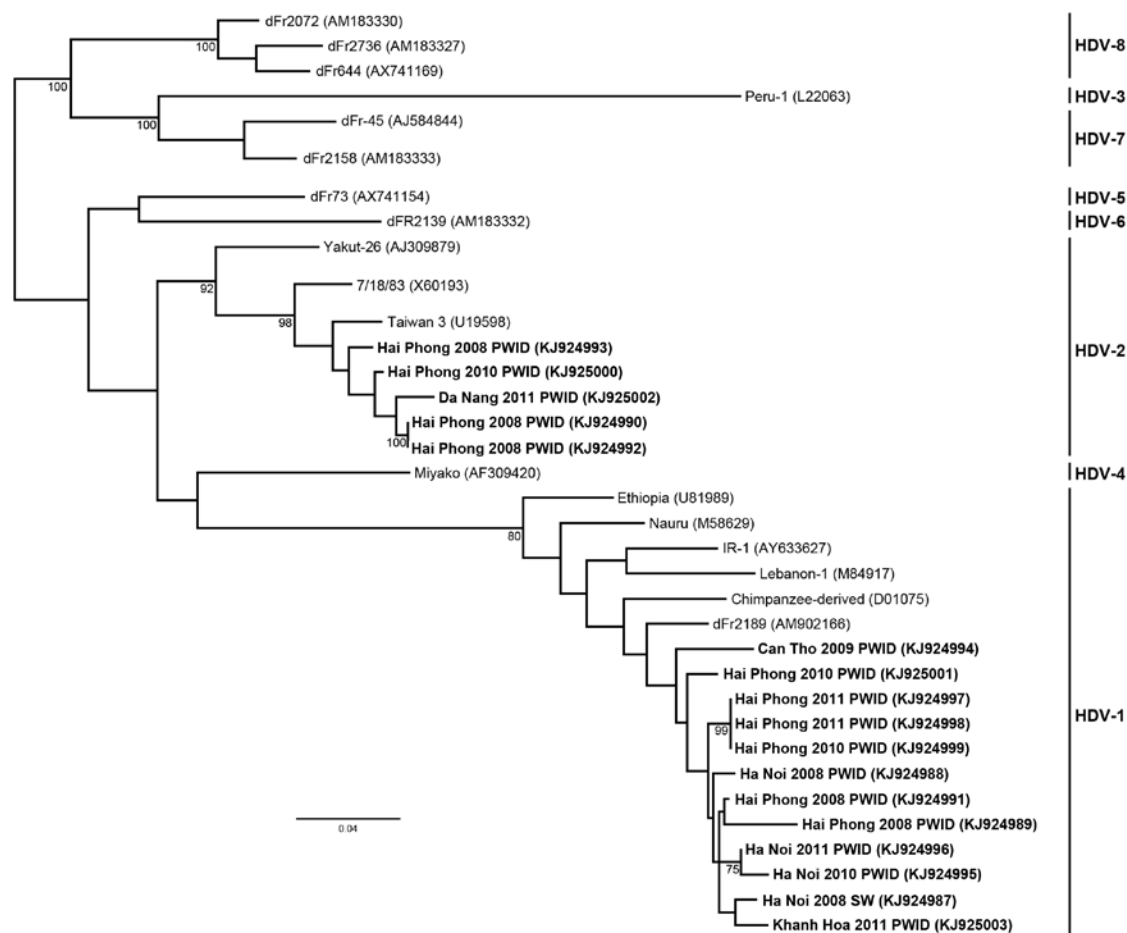 dFr2072 (AM183330)
100
dFr2736 (AM183327)
HDV-8
dFr644 (AX741169)
100
Peru-1 (L22063)
HDV-3
100
dFr-45 (AJ584844)
HDV-7
dFr2158 (AM183333)
dFr73 (AX741154)
HDV-5
dFR2139 (AM183332)
HDV-6
Yakut-26 (AJ309879)
92
7/18/83 (X60193)
98
Taiwan 3 (U19598)
Hai Phong 2008 PWID (KJ924993)
HDV-2
Hai Phong 2010 PWID (KJ925000)
Da Nang 2011 PWID (KJ925002)
Hai Phong 2008 PWID (KJ924990)
100
Hai Phong 2008 PWID (KJ924992)
Miyako (AF309420)
HDV-4
Ethiopia (U81989)
80
Nauru (M58629)
IR-1 (AY633627)
Lebanon-1 (M84917)
Chimpanzee-derived (D01075)
dFr2189 (AM902166)
Can Tho 2009 PWID (KJ924994)
Hai Phong 2010 PWID (KJ925001)
Hai Phong 2011 PWID (KJ924997)
HDV-1
Hai Phong 2011 PWID (KJ924998)
99
Hai Phong 2010 PWID (KJ924999)
Ha Noi 2008 PWID (KJ924988)
Hai Phong 2008 PWID (KJ924991)
Hai Phong 2008 PWID (KJ924989)
0.04
Ha Noi 2011 PWID (KJ924996)
75
Ha Noi 2010 PWID (KJ924995)
Ha Noi 2008 SW (KJ924987)
Khanh Hoa 2011 PWID (KJ925003)